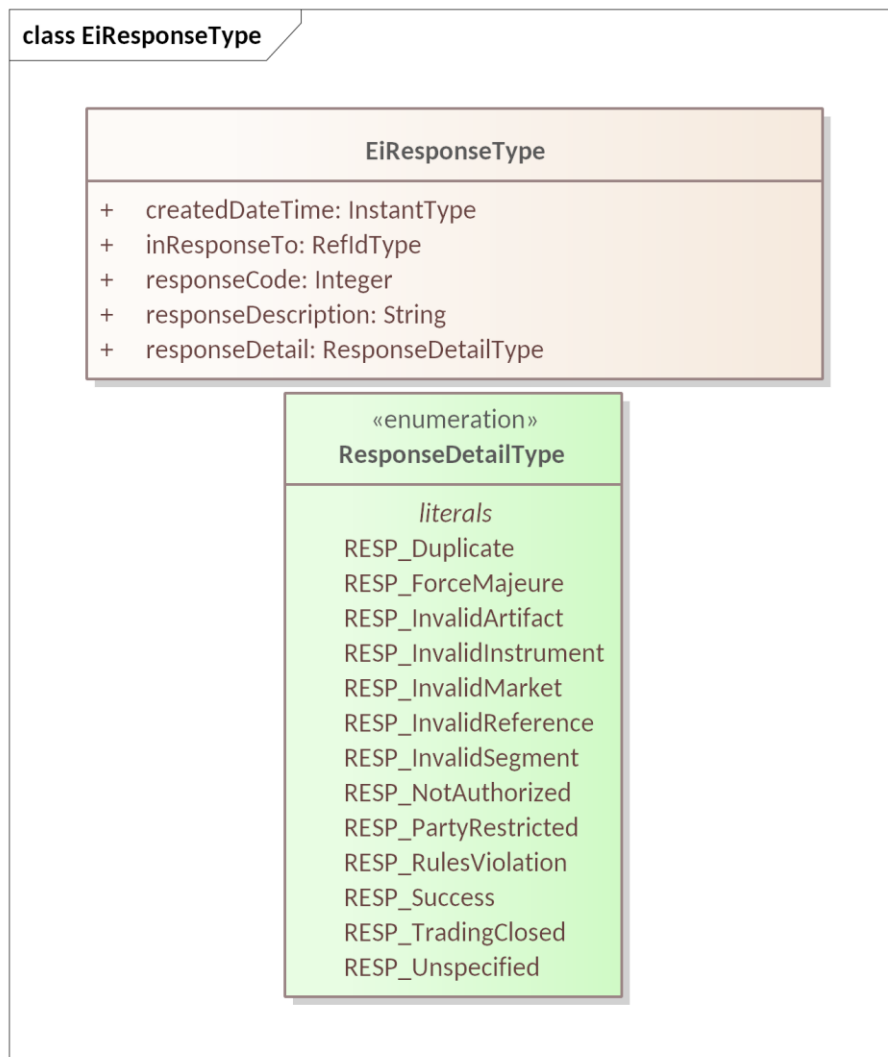 class EiResponseType
EiResponseType
+ createdDateTime: InstantType
+ inResponseTo: RefIdType
+ responseCode: Integer
+ responseDescription: String
+ responseDetail: ResponseDetailType
«enumeration»
ResponseDetailType
literals
RESP_Duplicate
RESP_ForceMajeure
RESP_InvalidArtifact
RESP_InvalidInstrument
RESP_InvalidMarket
RESP_InvalidReference
RESP_InvalidSegment
RESP_NotAuthorized
RESP_PartyRestricted
RESP_RulesViolation
RESP_Success
RESP_TradingClosed
RESP_Unspecified